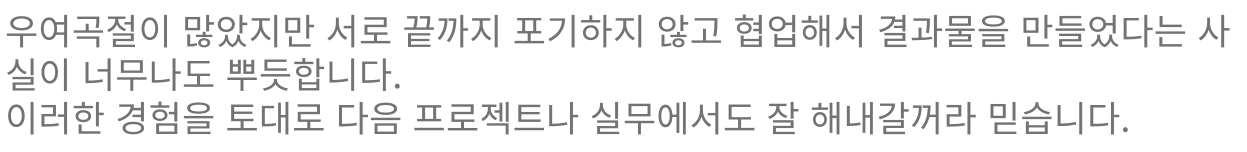 우여곡절이 많았지만 서로 끝까지 포기하지 않고 협업해서 결과물을 만들었다는 사
실이 너무나도 뿌듯합니다.
이러한 경험을 토대로 다음 프로젝트나 실무에서도 잘 해내갈꺼라 믿습니다.